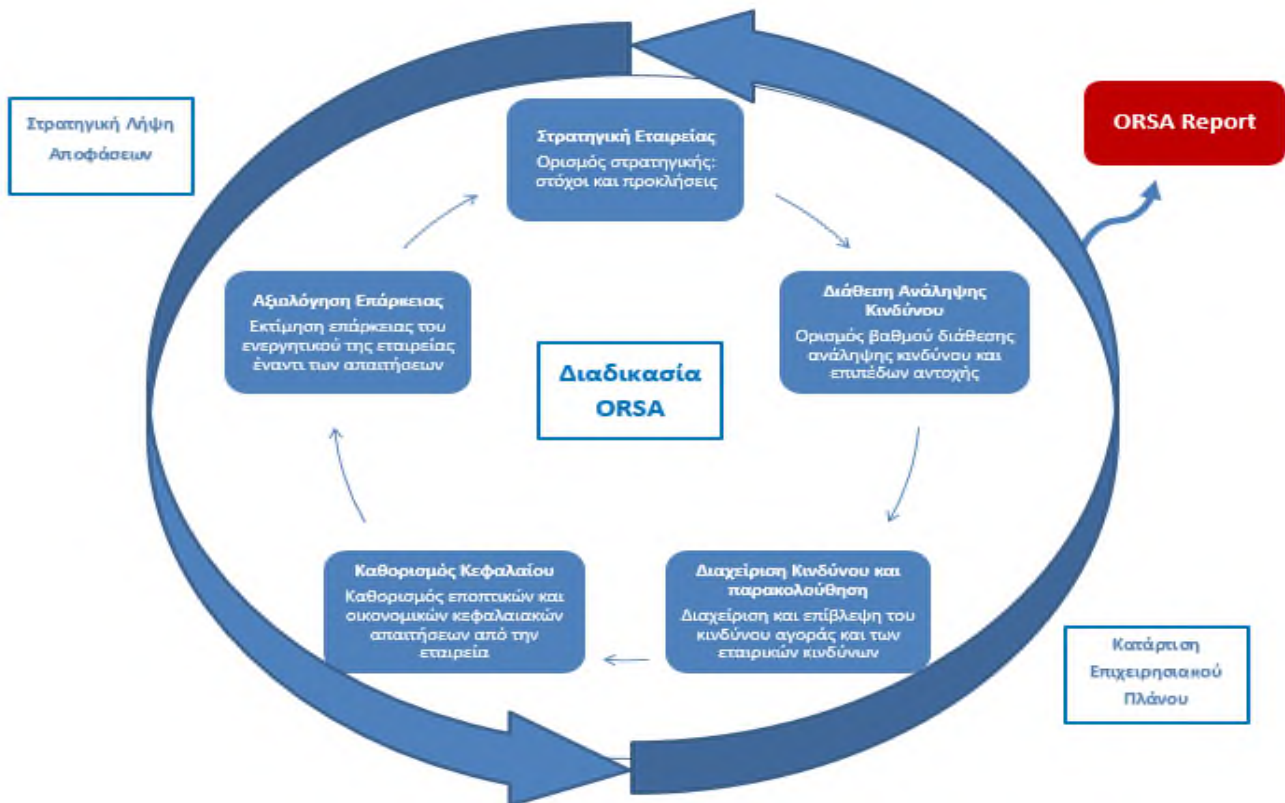 Στρατηγική Λήψη
Αποφάσεων
ORSA Report
Στρατηγική Εταιρείας
Ορισμός στρατηγικής:
στόχοι και προκλήσεις
Αξιολόγηση Επάρκειας
Εκτίμηση επάρκειας του
ενεργητικού της εταιρείας
έναντι των απαιτήσεων
Διάθεση Ανάληψης
Κινδύνου
Ορισμός βαθμού διάθεσης
ανάληψης κινδύνου και
επιπέδων αντοχής
Διαδικασία
ORSA
Καθορισμός Κεφαλαίου
Καθορισμός εποπτικών και
οικονομικών κεφαλαιακών
απαιτήσεων από την
εταιρεία
Διαχείριση Κινδύνου και
παρακολούθηση
Διαχείριση και επίβλεψη του
κινδύνου αγοράς και των
εταιρικών κινδύνων
Κατάρτιση
Επιχειρησιακού
Πλάνου